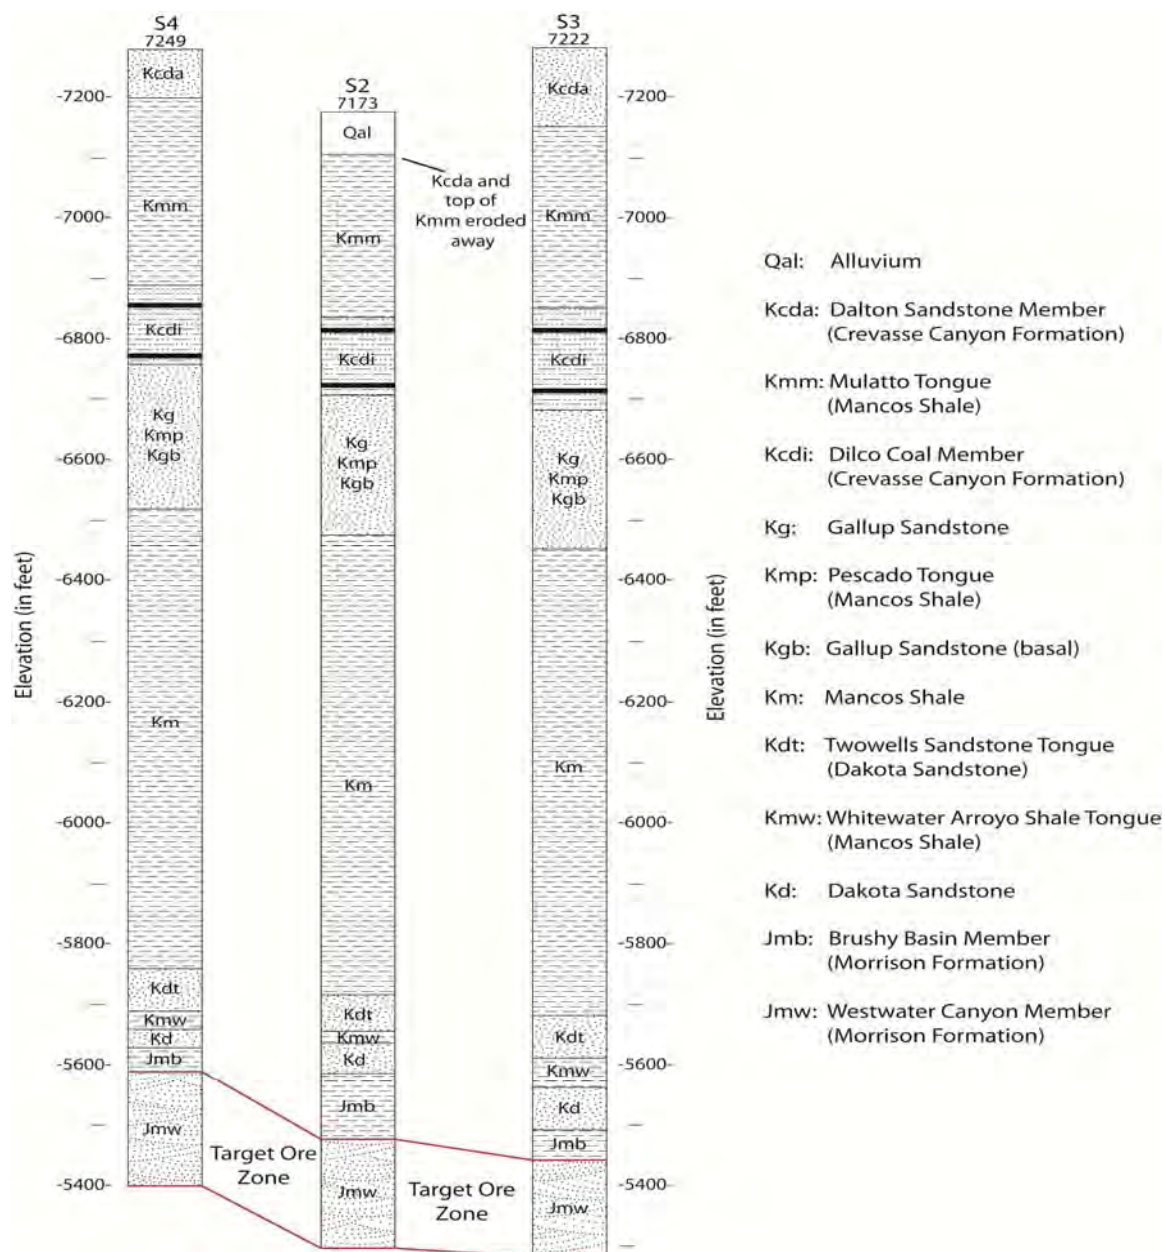 S4
7249
S2
7173
S3
7222
Elevation (in feet)
-7200-
-7000-
-6800-
-6600-
-6400-
-6200-
-6000-
-5800-
-5600-
-5400-
Kcda
Kmm
Kcdi
Kg
Kmp
Kgb
Km
Kdt
Kmw
Kd
Jmb
Jmw
Target Ore
Zone
Qal
Kmm
Kcdi
Kg
Kmp
Kgb
Km
Kdt
Kmw
Kd
Jmb
Jmw
Kcda and
top of
Kmm eroded
away
Target Ore
Zone
Kcda
Kmm
Kcdi
Kg
Kmp
Kgb
Km
Kdt
Kmw
Kd
Jmb
Jmw
-7200-
-7000-
-6800-
-6600-
-6400-
-6200-
-6000-
-5800-
-5600-
-5400-
Elevation (in feet)
Qal: Alluvium
Kcda: Dalton Sandstone Member
(Crevasse Canyon Formation)
Kmm: Mulatto Tongue
(Mancos Shale)
Kcdi: Dilco Coal Member
(Crevasse Canyon Formation)
Kg: Gallup Sandstone
Kmp: Pescado Tongue
(Mancos Shale)
Kgb: Gallup Sandstone (basal)
Km: Mancos Shale
Kdt: Twowells Sandstone Tongue
(Dakota Sandstone)
Kmw: Whitewater Arroyo Shale Tongue
(Mancos Shale)
Kd: Dakota Sandstone
Jmb: Brushy Basin Member
(Morrison Formation)
Jmw: Westwater Canyon Member
(Morrison Formation)